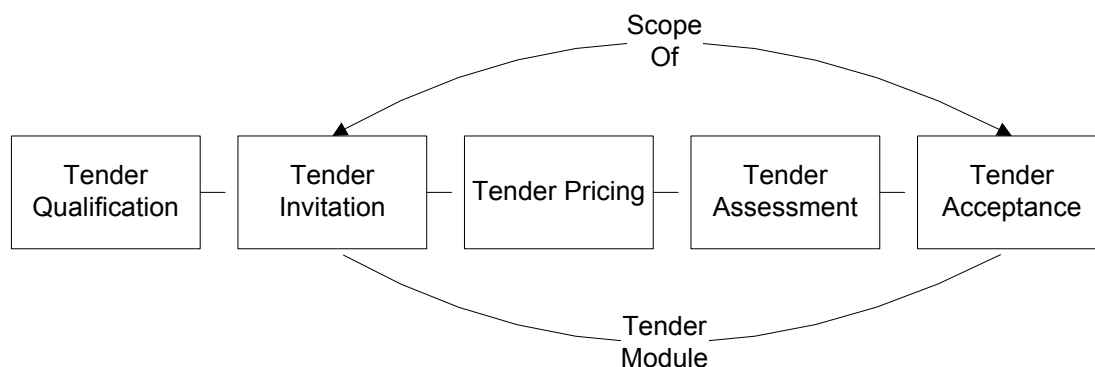 Scope
Of
Tender
Qualification
Tender
Invitation
Tender Pricing
Tender
Assessment
Tender
Acceptance
Tender
Module